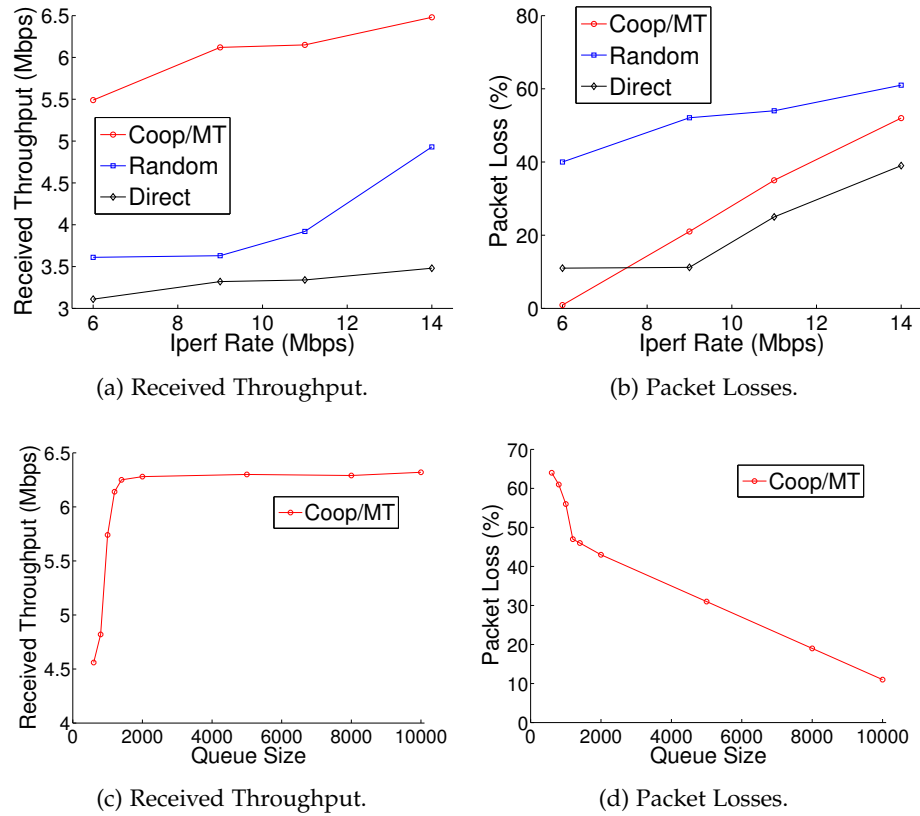 Received Throughput (Mbps)
6.5
6
5.5
5
4.5
4
3.5
3
Coop/MT
Random
Direct
6
8
10
12
14
Iperf Rate (Mbps)
(a) Received Throughput.
Packet Loss (%)
80
60
40
20
0
Coop/MT
Random
Direct
6
8
10
12
14
Iperf Rate (Mbps)
(b) Packet Losses.
Received Throughput (Mbps)
6.5
6
5.5
5
4.5
4
Coop/MT
0
2000
4000
6000
8000
10000
Queue Size
(c) Received Throughput.
Packet Loss (%)
70
60
50
40
30
20
10
0
Coop/MT
0
2000
4000
6000
8000
10000
Queue Size
(d) Packet Losses.